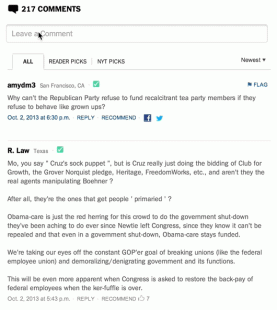 217 COMMENTS
Leave a Comment
ALL READER PICKS NYT PICKS Newest
amydm3 San Francisco, CA FLAG
Why can't the Republican Party refuse to fund recalcitrant tea party members if they
refuse to behave like grown ups?
Oct. 2, 2013 at 6:30 p.m. REPLY RECOMMEND
R. Law Texas
Mo, you say " Cruz's sock puppet ", but is Cruz really just doing the bidding of Club for
Growth, the Grover Norquist pledge, Heritage, FreedomWorks, etc., and aren't they the
real agents manipulating Boehner ?
After all, they're the ones that get people ' primaried ' ?
Obama-care is just the red herring for this crowd to do the government shut-down
they've been aching to do ever since Newtie left Congress, since they know it can't be
repealed and that even in a government shut-down, Obama-care stays funded.
We're taking our eyes off the constant GOP'er goal of breaking unions (like the federal
employee union) and demoralizing/denigrating government and its functions.
This will be even more apparent when Congress is asked to restore the back-pay of
federal employees when the ker-fuffle is over.
Oct. 2, 2013 at 5:43 p.m. REPLY RECOMMEND 7